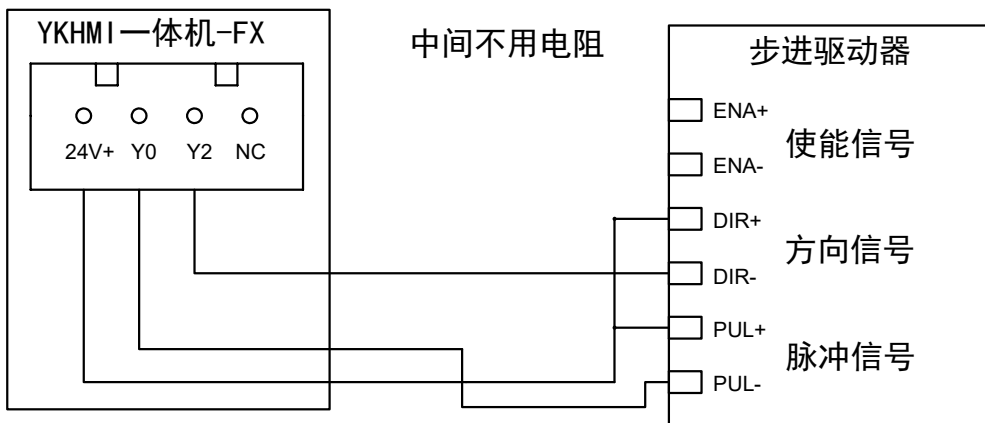 YKHMI一体机-FX
中间不用电阻
步进驱动器
24V+ Y0 Y2 NC
ENA+
使能信号
ENA-
DIR+
方向信号
DIR-
PUL+
脉冲信号
PUL-